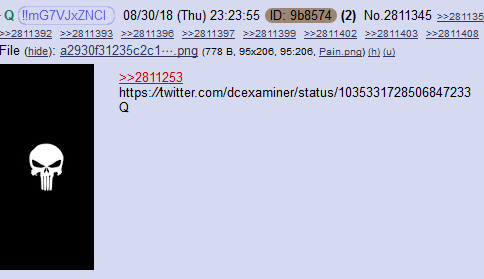 Q !!mG7VJxZNCI 08/30/18 (Thu) 23:23:55 ID: 9b8574 (2) No.2811345 >>281135
>>2811392 >>2811393 >>2811396 >>2811397 >>2811399 >>2811402 >>2811403 >>2811408
File (hide): a2930f31235c2c1⋯.png (778 B, 95x206, 95:206, Pain.png) (h) (u)
>>2811253
https://twitter.com/dcexaminer/status/1035331728506847233
Q